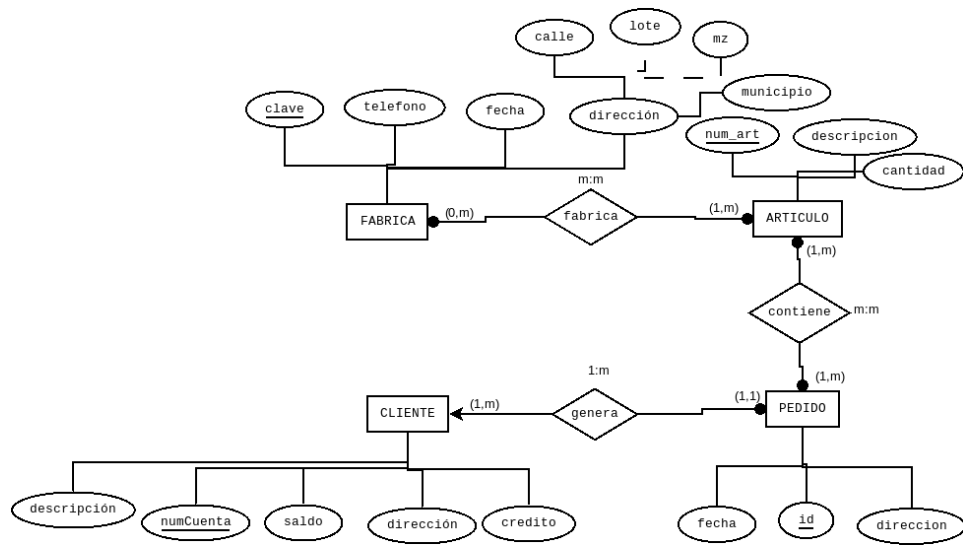 lote
calle
mz
municipio
clave
telefono
fecha
dirección
num_art
descripcion
cantidad
m:m
FABRICA
(0,m)
fabrica
(1,m)
ARTICULO
(1,m)
contiene
m:m
1:m
(1,m)
CLIENTE
(1,m)
genera
(1,1)
PEDIDO
descripción
numCuenta
saldo
dirección
credito
fecha
id
direccion